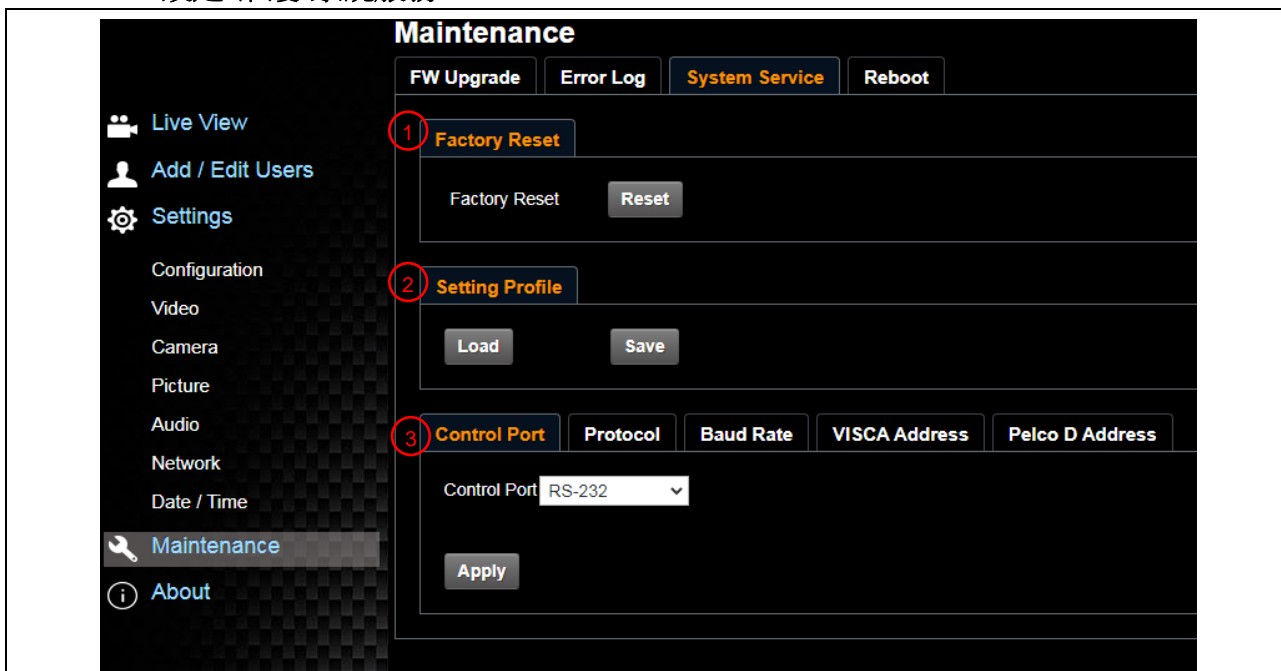 Maintenance
FW Upgrade Error Log System Service Reboot
Live View
Add / Edit Users
Settings
Configuration
Video
Camera
Picture
Audio
Network
Date / Time
Maintenance
About
1 Factory Reset
Factory Reset Reset
2 Setting Profile
Load Save
3 Control Port Protocol Baud Rate VISCA Address Pelco D Address
Control Port RS-232
Apply